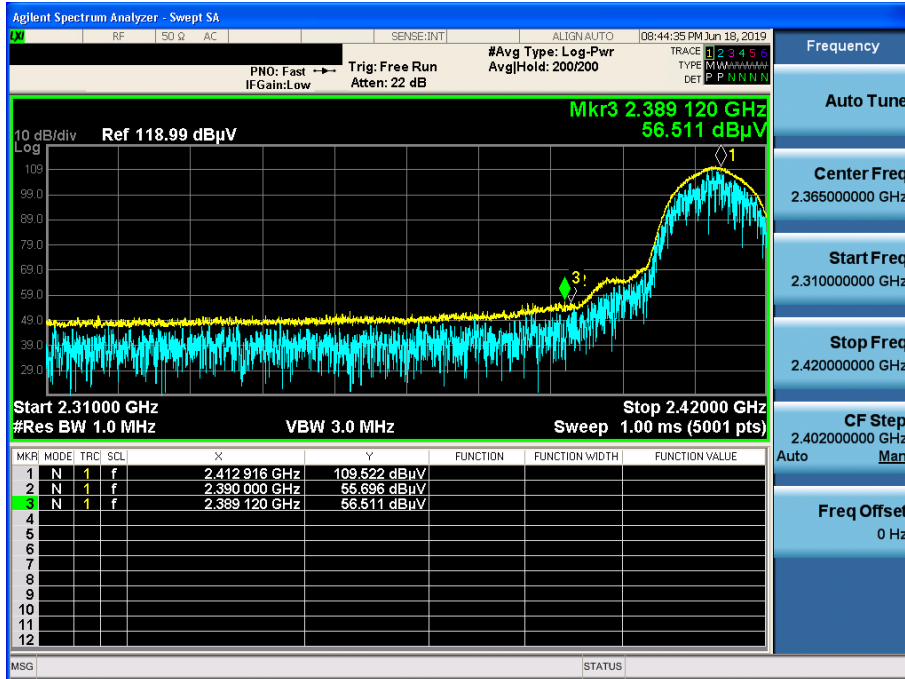 Agilent Spectrum Analyzer - Swept SA
LXI RF 50 Ω AC SENSE:INT ALIGN AUTO 08:44:35 PM Jun 18, 2019
PNO: Fast Trig: Free Run #Avg Type: Log-Pwr TRACE 1 2 3 4 5 6
IFGain:Low Atten: 22 dB Avg|Hold: 200/200 TYPE M W W W W W
DET P P N N N N
Frequency
Mkr3 2.389 120 GHz
56.511 dBµV
10 dB/div Ref 118.99 dBµV
Log
109
99.0
89.0
79.0
69.0
59.0
49.0
39.0
29.0
1
3
Start 2.31000 GHz Stop 2.42000 GHz
#Res BW 1.0 MHz VBW 3.0 MHz Sweep 1.00 ms (5001 pts)
MKR MODE TRC SCL X Y FUNCTION FUNCTION WIDTH FUNCTION VALUE
1 N 1 f 2.412 916 GHz 109.522 dBµV
2 N 1 f 2.390 000 GHz 55.696 dBµV
3 N 1 f 2.389 120 GHz 56.511 dBµV
4
5
6
7
8
9
10
11
12
MSG STATUS
Auto Tune
Center Freq
2.365000000 GHz
Start Freq
2.310000000 GHz
Stop Freq
2.420000000 GHz
CF Step
2.402000000 GHz
Auto Man
Freq Offset
0 Hz